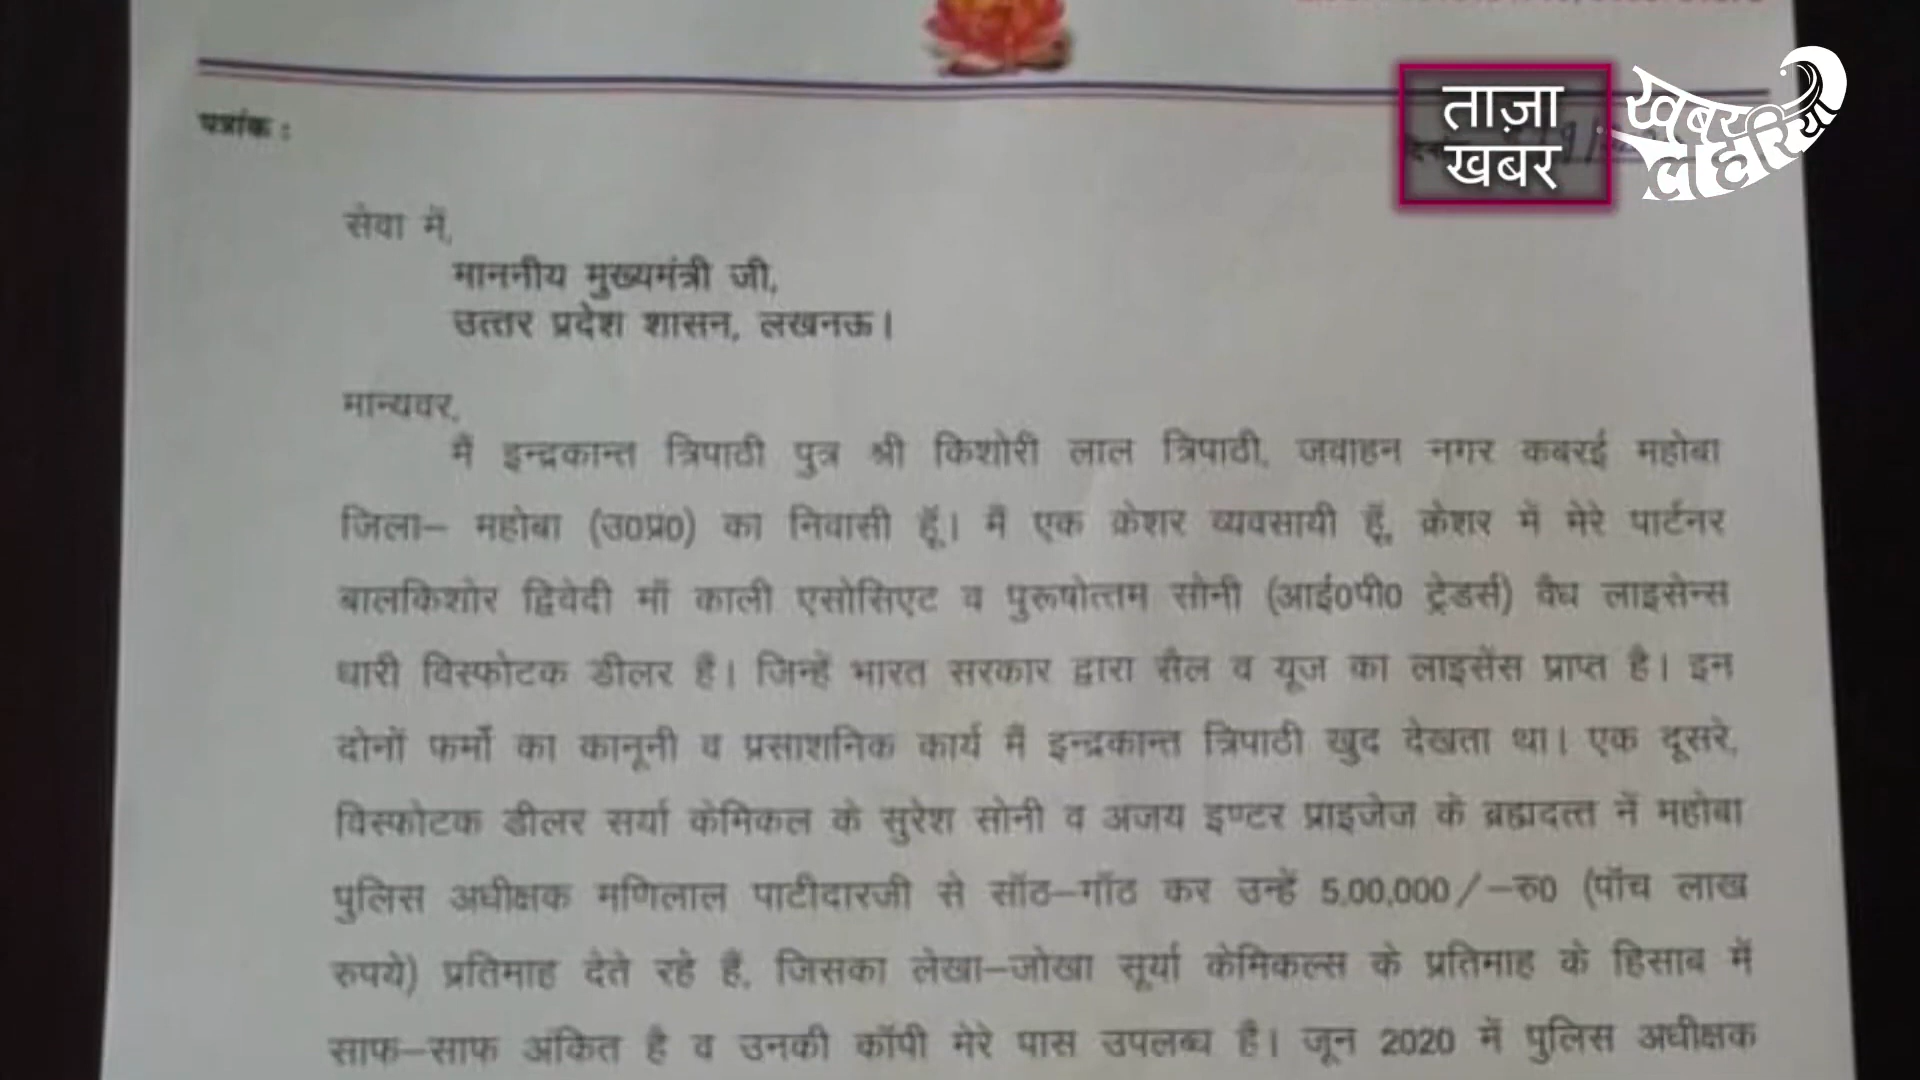 ताज़ा
खबर
खबर
लहरिया
पत्रांक :
सेवा में,
माननीय मुख्यमंत्री जी,
उत्तर प्रदेश शासन, लखनऊ।
मान्यवर,
मैं इन्द्रकान्त त्रिपाठी पुत्र श्री किशोरी लाल त्रिपाठी, जवाहन नगर कबरई महोबा
जिला– महोबा (उ0प्र0) का निवासी हूँ। मैं एक क्रेशर व्यवसायी हूँ, क्रेशर में मेरे पार्टनर
बालकिशोर द्विवेदी माँ काली एसोसिएट व पुरूषोत्तम सोनी (आई0पी0 ट्रेडर्स) वैध लाइसेन्स
धारी विस्फोटक डीलर है। जिन्हें भारत सरकार द्वारा सैल व यूज का लाइसेंस प्राप्त है। इन
दोनों फर्मों का कानूनी व प्रसाशनिक कार्य मैं इन्द्रकान्त त्रिपाठी खुद देखता था। एक दूसरे,
विस्फोटक डीलर सर्या केमिकल के सुरेश सोनी व अजय इण्टर प्राइजेज के ब्रह्मदत्त नें महोबा
पुलिस अधीक्षक मणिलाल पाटीदारजी से सॉठ–गॉठ कर उन्हें 5,00,000/–रु0 (पॉच लाख
रुपये) प्रतिमाह देते रहे हैं, जिसका लेखा–जोखा सूर्या केमिकल्स के प्रतिमाह के हिसाब में
साफ–साफ अंकित है व उनकी कॉपी मेरे पास उपलब्ध है। जून 2020 में पुलिस अधीक्षक